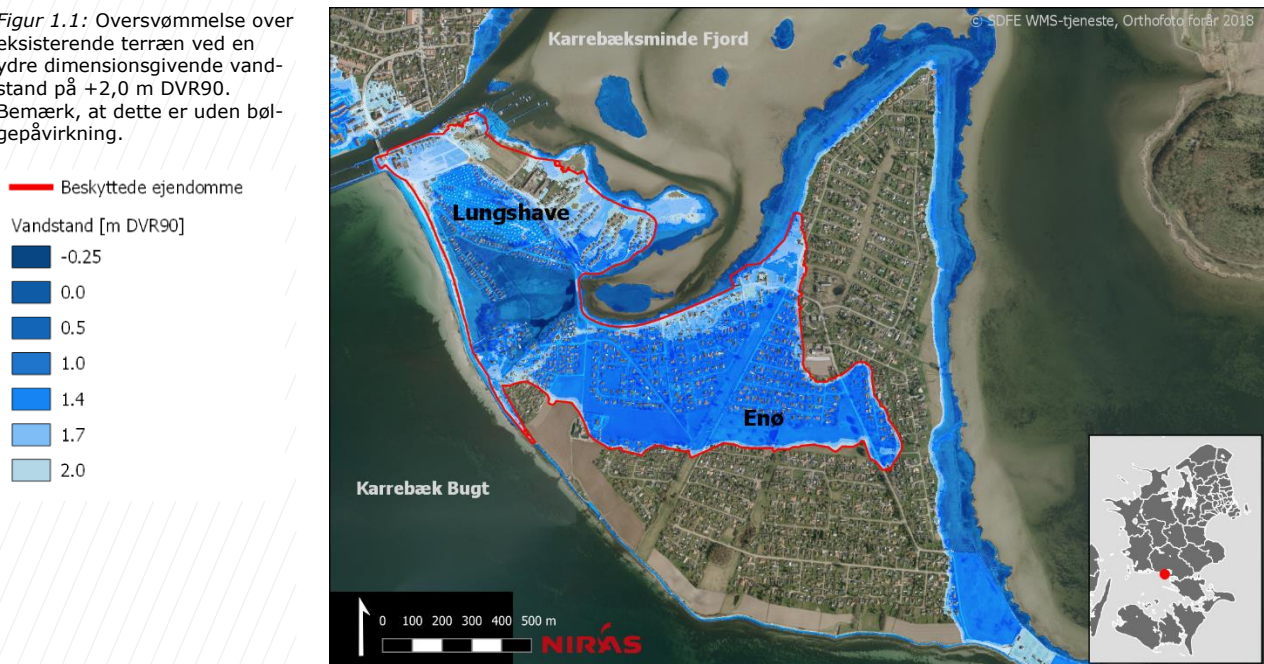 Figur 1.1: Oversvømmelse over
eksisterende terræn ved en
ydre dimensionsgivende vand-
stand på +2,0 m DVR90.
Bemærk, at dette er uden bøl-
gepåvirkning.
Beskyttede ejendomme
Vandstand [m DVR90]
-0.25
0.0
0.5
1.0
1.4
1.7
2.0
© SDFE WMS-tjeneste, Orthofoto forår 2018
Karrebæksminde Fjord
Lungshave
Enø
Karrebæk Bugt
0 100 200 300 400 500 m
NIRÁS